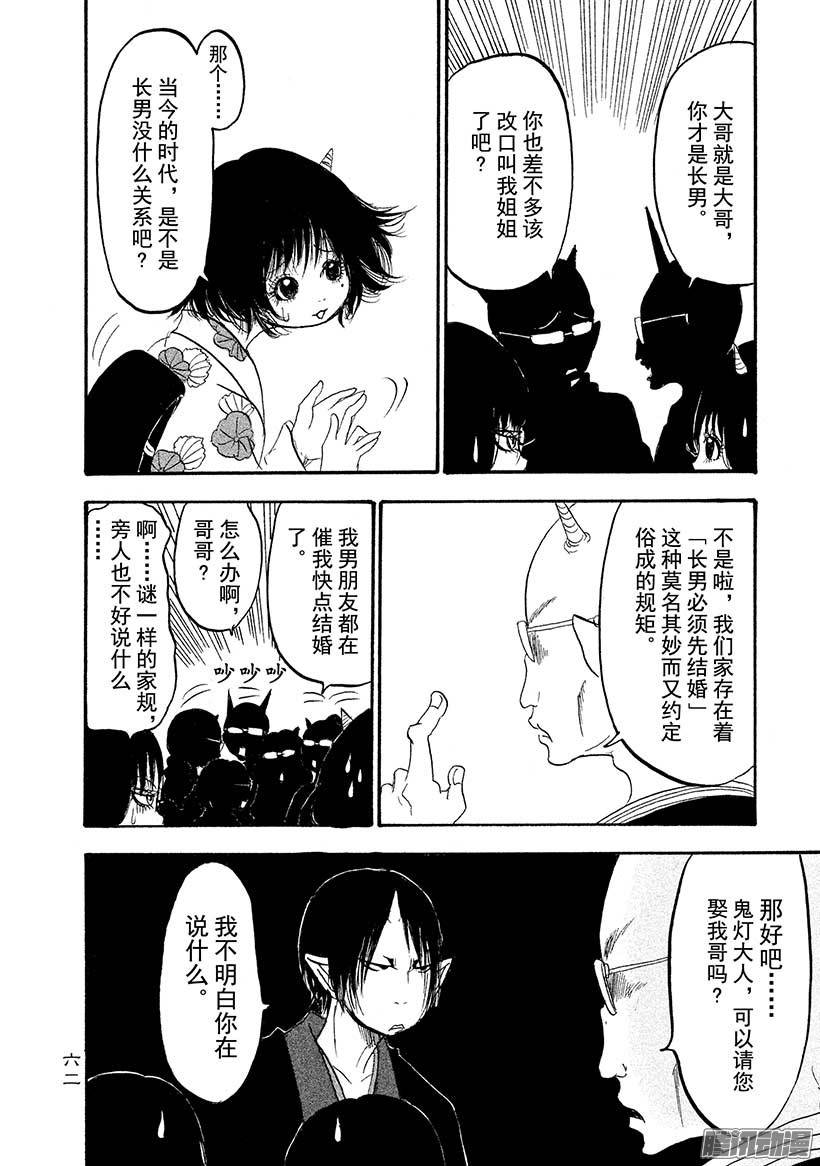 大哥就是大哥，
你才是长男。
你也差不多该
改口叫我姐姐
了吧？
那个……
当今的时代，是不是
长男没什么关系吧？
不是啦，我们家存在着
「长男必须先结婚」
这种莫名其妙而又约定
俗成的规矩。
我男朋友都在
催我快点结婚
了。
怎么办啊，
哥哥？
吵吵吵
啊……谜一样的家规，
旁人也不好说什么
……
那好吧……
鬼灯大人，可以请您
娶我哥吗？
我不明白你在
说什么。
六二
腾讯动漫